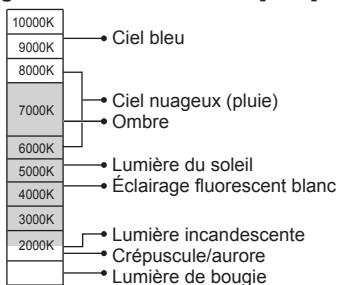 10000K
9000K
Ciel bleu
8000K
Ciel nuageux (pluie)
7000K
Ombre
6000K
5000K
Lumière du soleil
4000K
Éclairage fluorescent blanc
3000K
2000K
Lumière incandescente
Crépuscule/aurore
Lumière de bougie